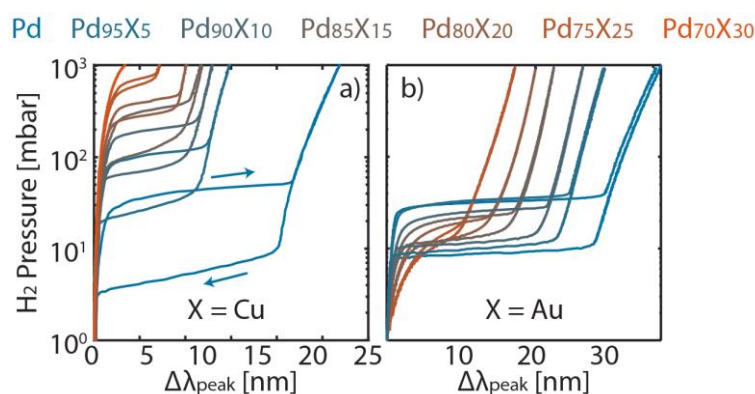 Pd Pd95X5 Pd90X10 Pd85X15 Pd80X20 Pd75X25 Pd70X30
a) b)
H2 Pressure [mbar]
10³
10²
10¹
10⁰
X = Cu X = Au
0 5 10 15 20 25 10 20 30
Δλpeak [nm] Δλpeak [nm]